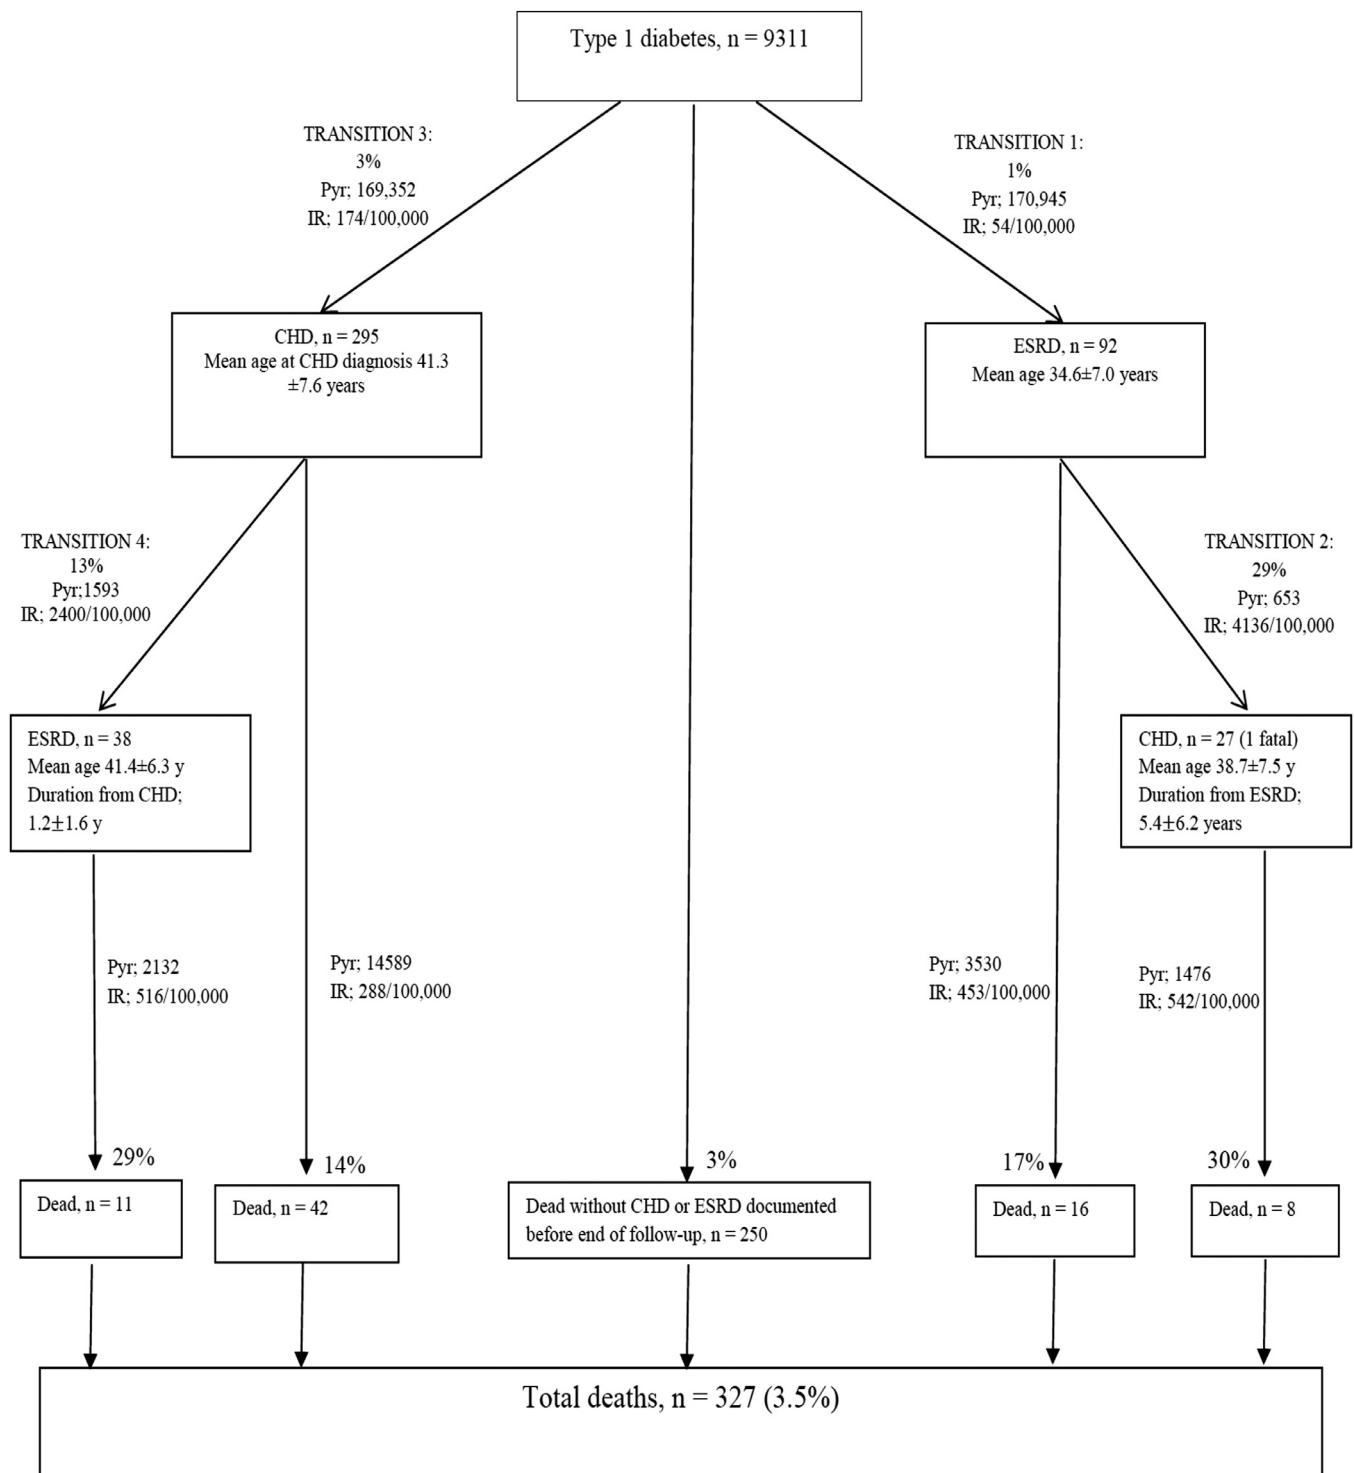 Type 1 diabetes, n = 9311
TRANSITION 3:
3%
Pyr; 169,352
IR; 174/100,000
TRANSITION 1:
1%
Pyr; 170,945
IR; 54/100,000
CHD, n = 295
Mean age at CHD diagnosis 41.3
±7.6 years
ESRD, n = 92
Mean age 34.6±7.0 years
TRANSITION 4:
13%
Pyr;1593
IR; 2400/100,000
TRANSITION 2:
29%
Pyr; 653
IR; 4136/100,000
ESRD, n = 38
Mean age 41.4±6.3 y
Duration from CHD;
1.2±1.6 y
CHD, n = 27 (1 fatal)
Mean age 38.7±7.5 y
Duration from ESRD;
5.4±6.2 years
Pyr; 2132
IR; 516/100,000
Pyr; 14589
IR; 288/100,000
Pyr; 3530
IR; 453/100,000
Pyr; 1476
IR; 542/100,000
29%
14%
3%
17%
30%
Dead, n = 11
Dead, n = 42
Dead without CHD or ESRD documented
before end of follow-up, n = 250
Dead, n = 16
Dead, n = 8
Total deaths, n = 327 (3.5%)